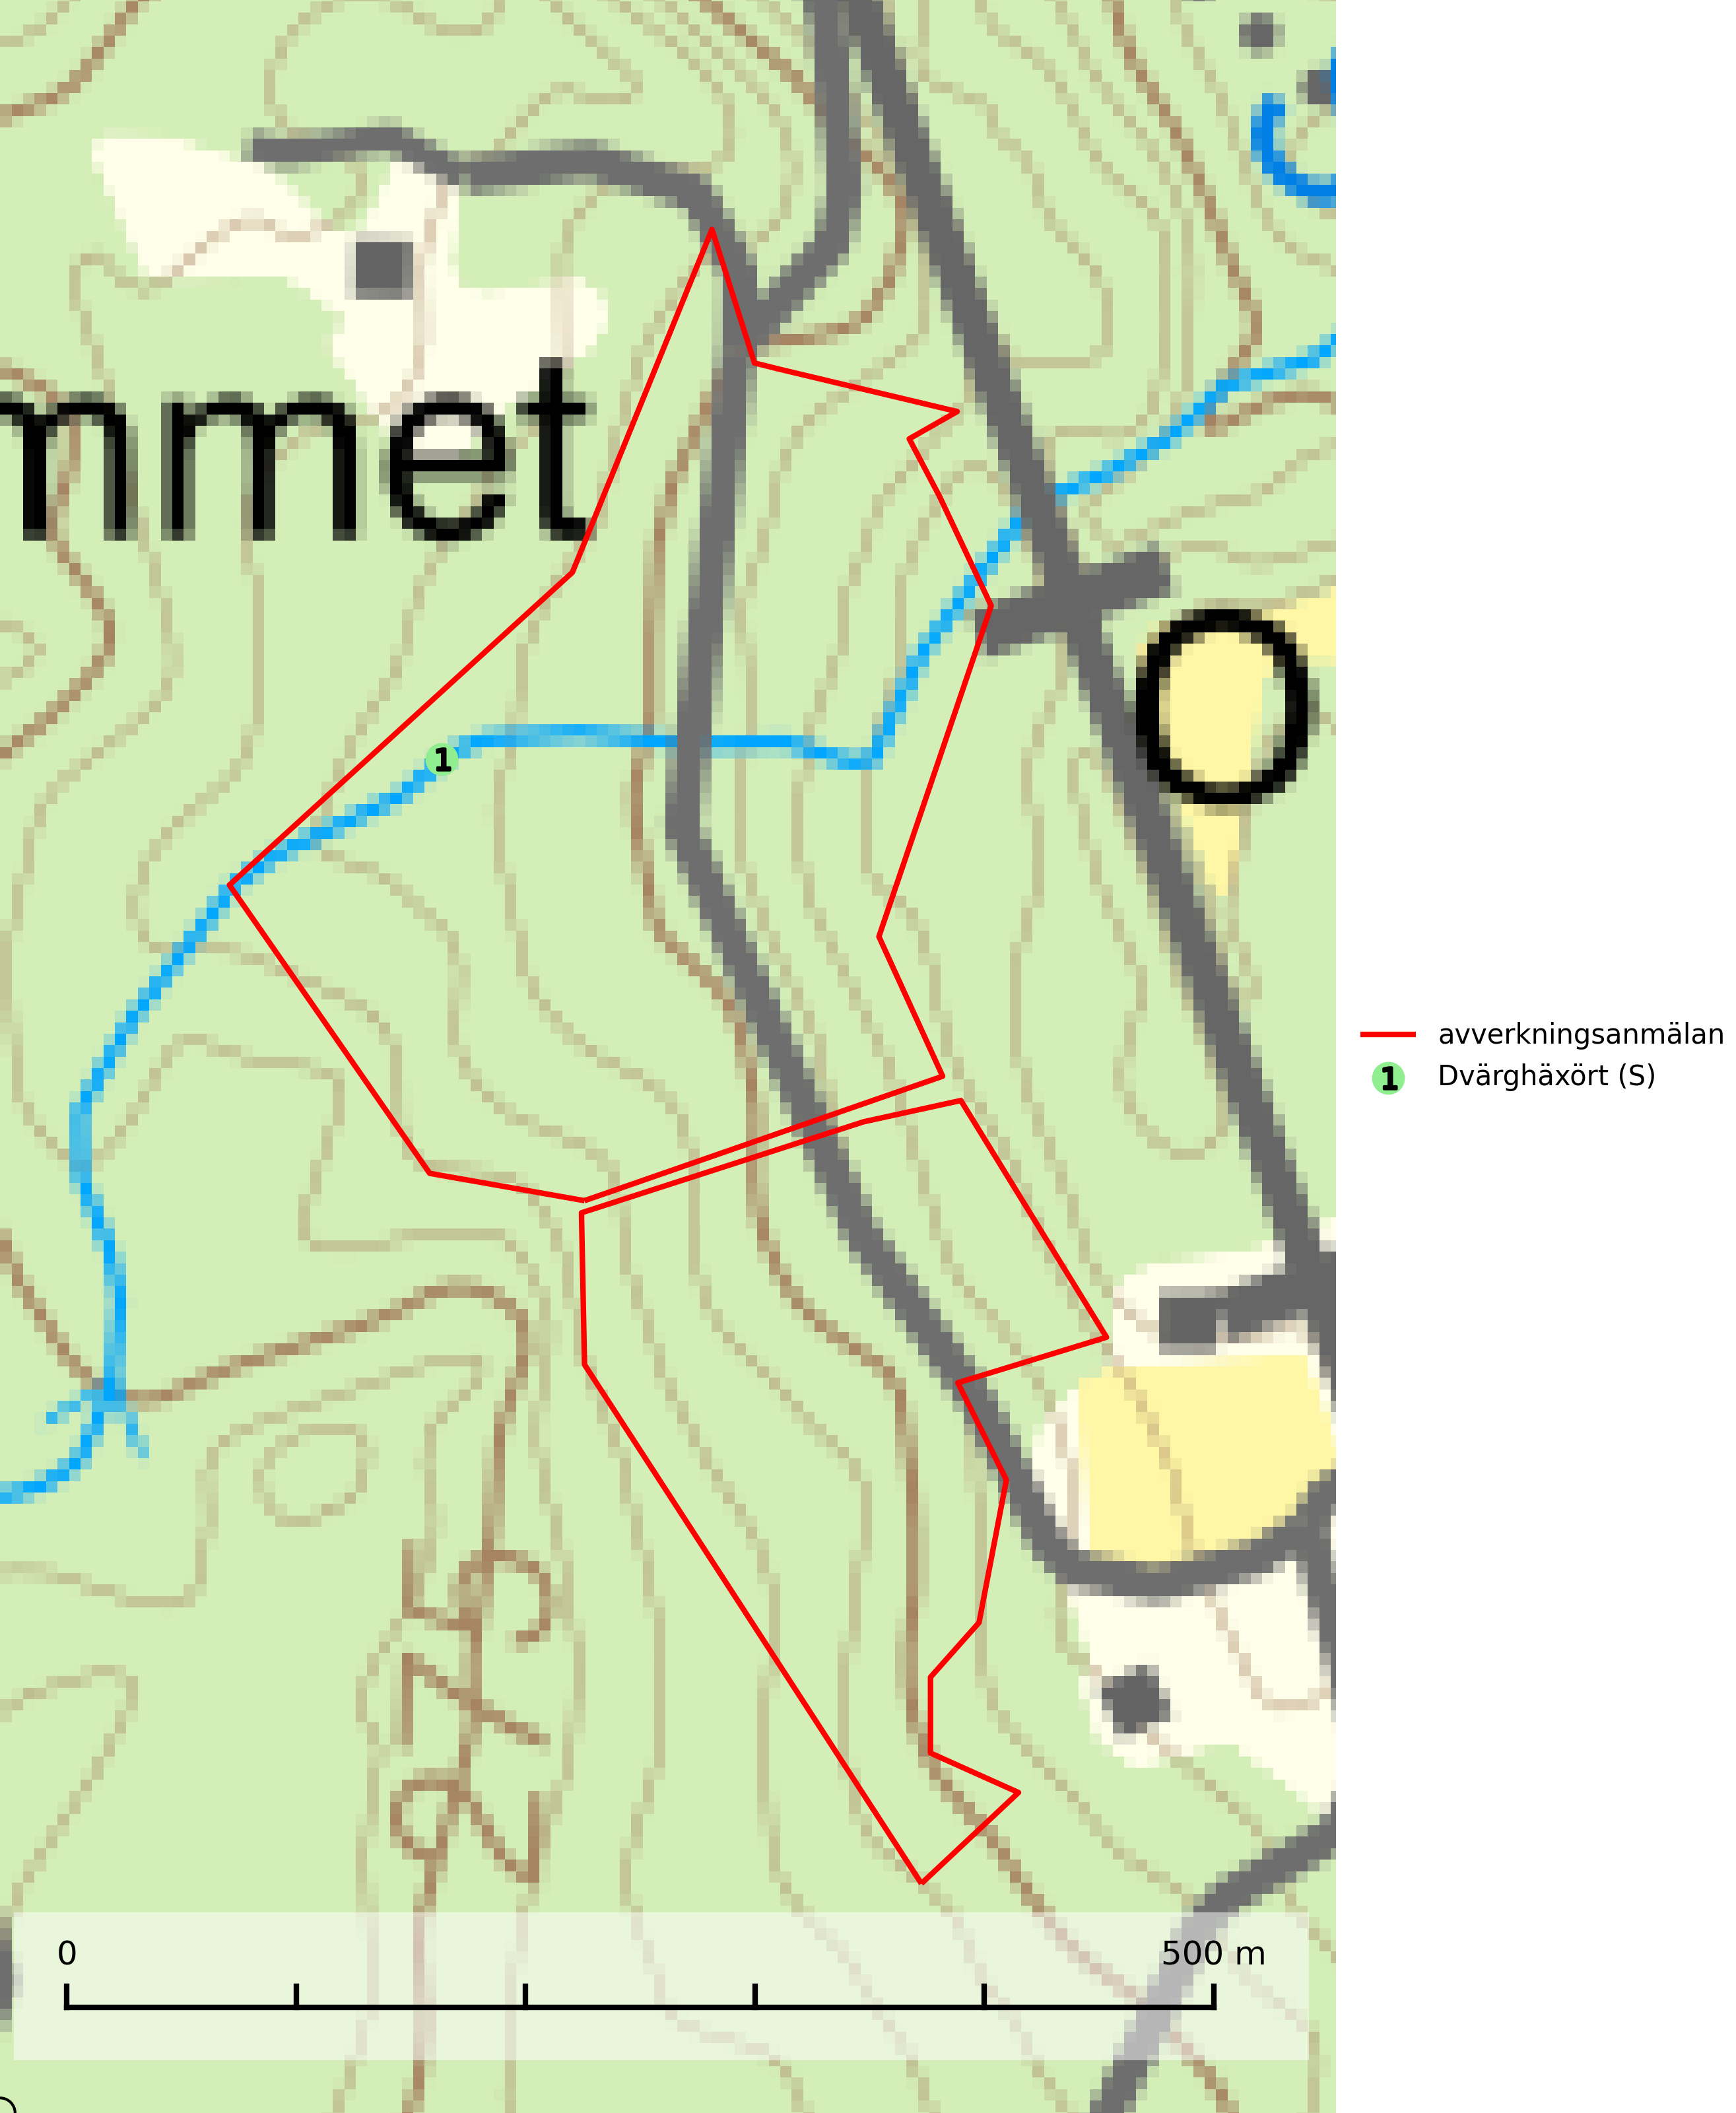 mmet
avverkningsanmälan
1 Dvärghäxört (S)
1
0 500 m